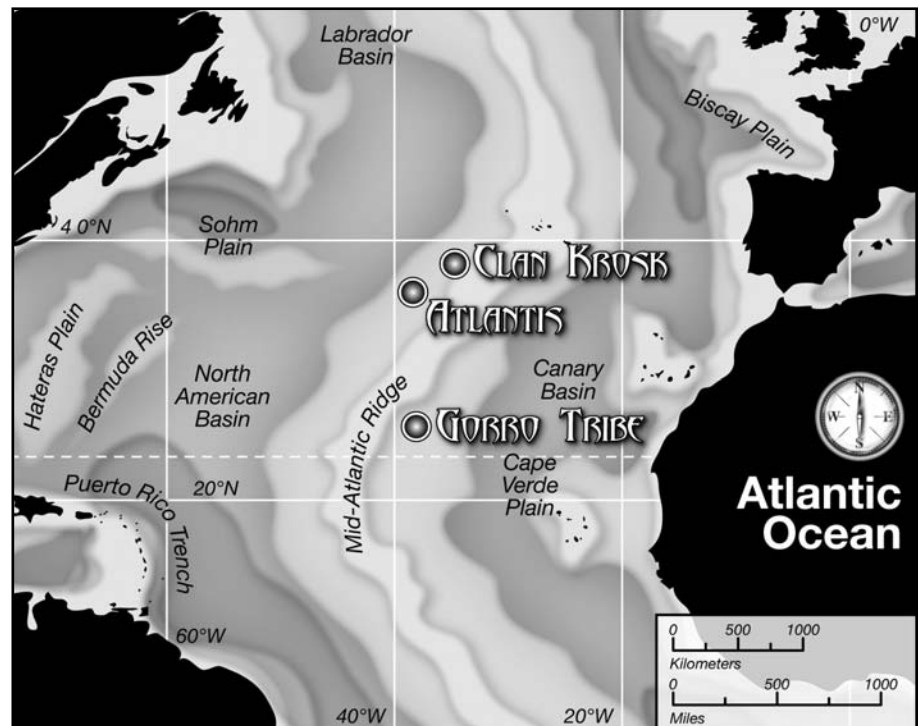 Labrador
Basin
0°W
Biscay Plain
4 0°N
Sohm
Plain
Clan Krosk
Atlantis
Hateras Plain
Bermuda Rise
North
American
Basin
Mid-Atlantic Ridge
Canary
Basin
Gorro Tribe
N
W
E
S
Cape
Verde
Plain
Puerto Rico
Trench
20°N
Atlantic
Ocean
60°W
0 500 1000
Kilometers
0 500 1000
Miles
40°W
20°W